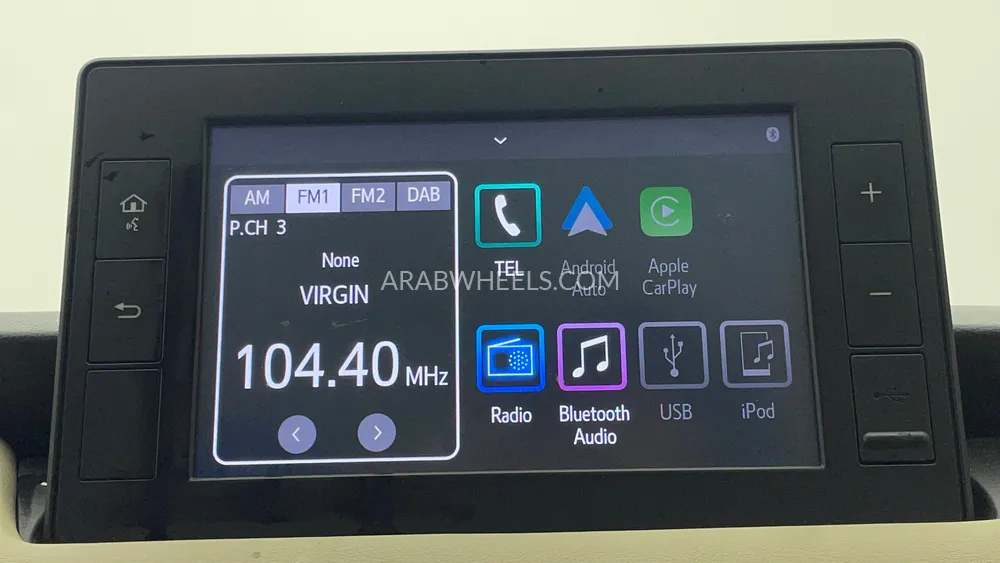 AM FM1 FM2 DAB
P.CH 3
None
VIRGIN
104.40 MHz
TEL
Android
Auto
Apple
CarPlay
Radio
Bluetooth
Audio
USB
iPod
ARABWHEELS.COM